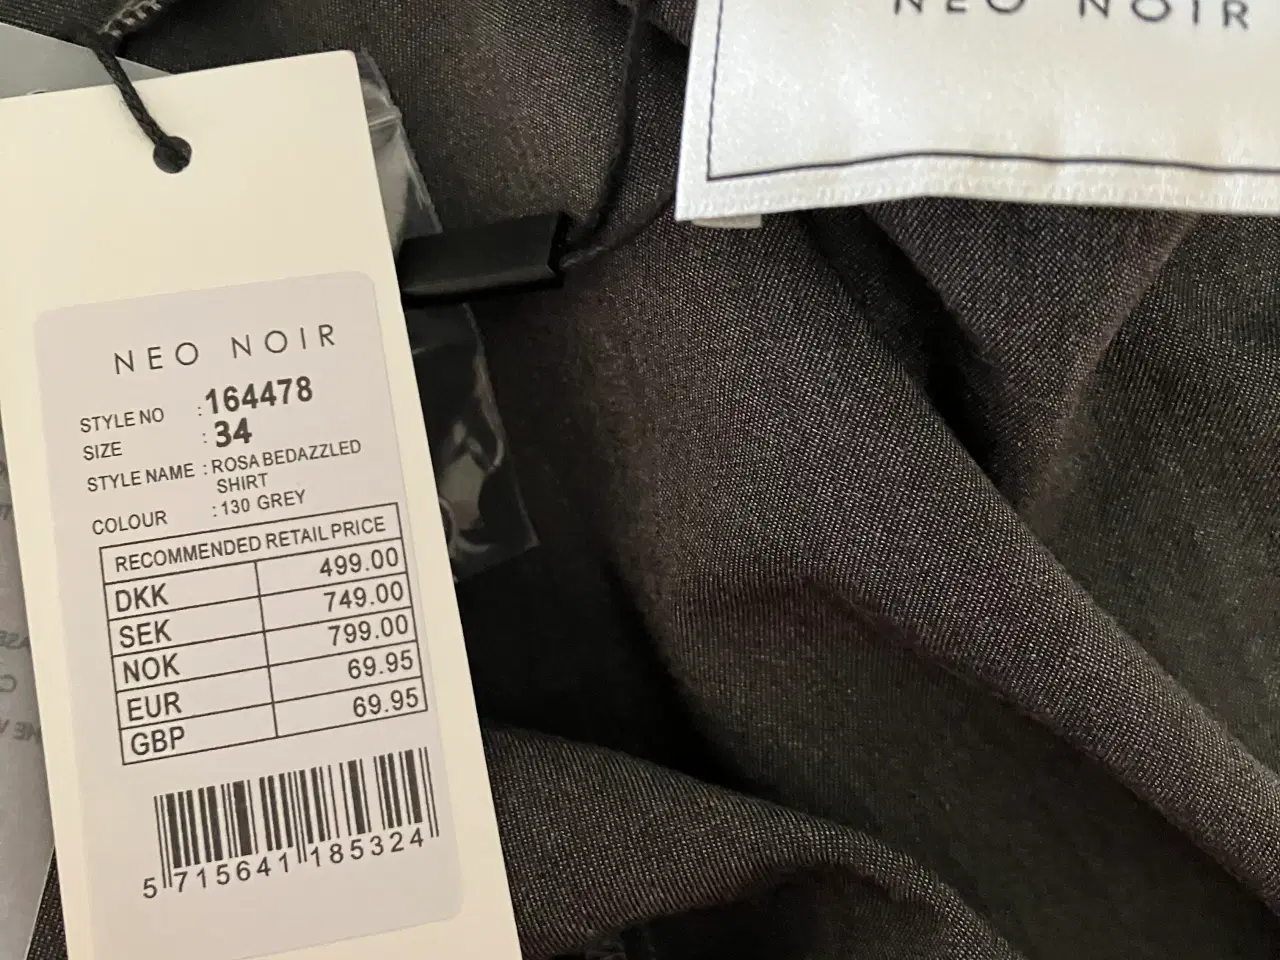 NEO NOIR
NEO NOIR
STYLE NO : 164478
SIZE : 34
STYLE NAME : ROSA BEDAZZLED
SHIRT
COLOUR : 130 GREY
RECOMMENDED RETAIL PRICE
DKK 499.00
SEK 749.00
NOK 799.00
EUR 69.95
GBP 69.95
5 715641 185324